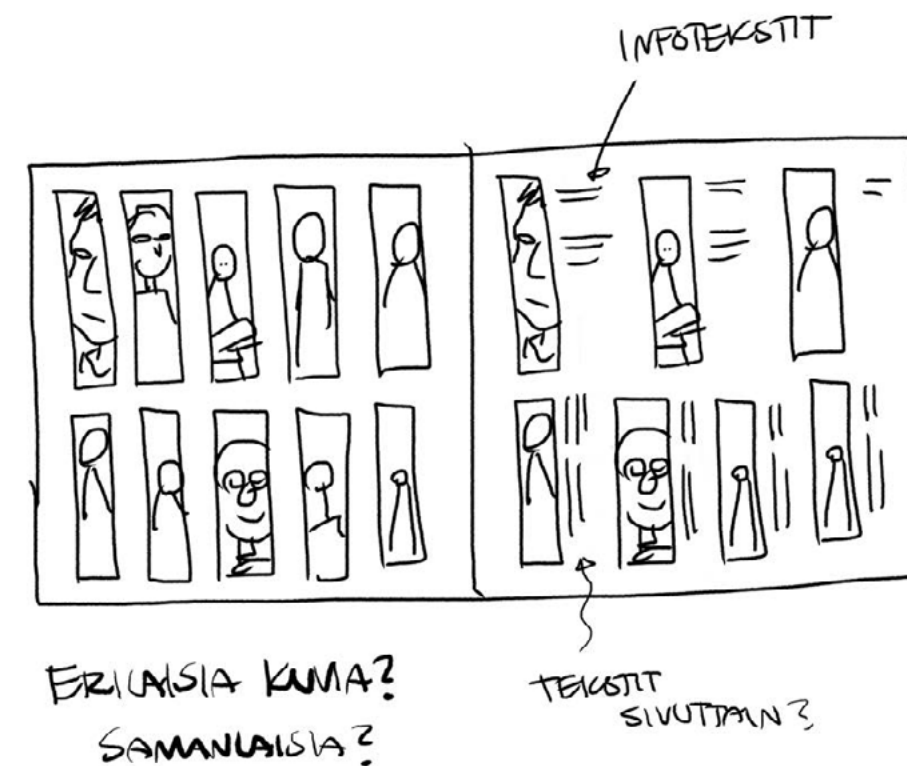 INFOTEKSTIT
ERILAISIA KUVIA?
SAMANLAISIA?
TEKSTIT
SIVUTTAIN?